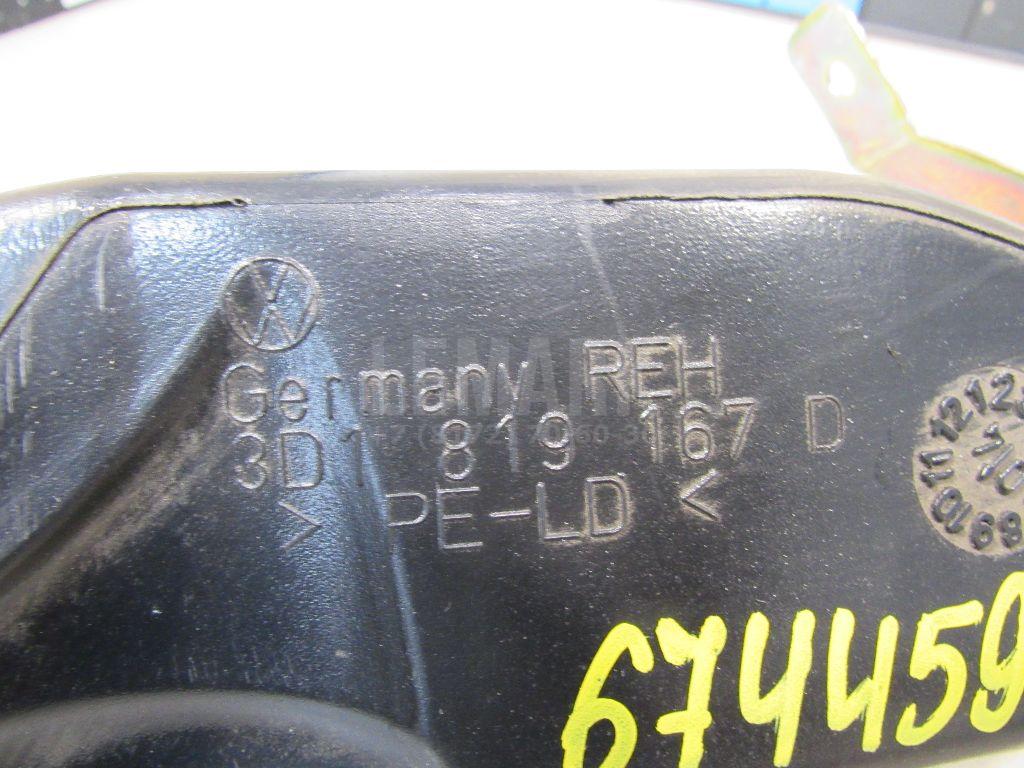 Germany REH
3D1 819 167 D
> PE-LD <
674459